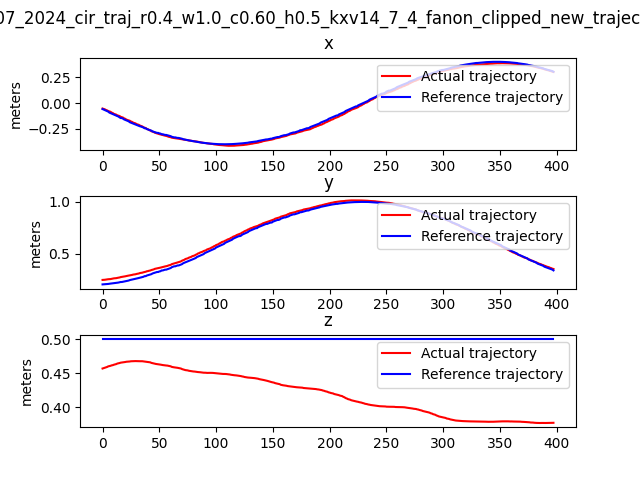 07_2024_cir_traj_r0.4_w1.0_c0.60_h0.5_kxv14_7_4_fanon_clipped_new_trajec
x
0.25
0.00
−0.25
meters
Actual trajectory
Reference trajectory
0 50 100 150 200 250 300 350 400
y
1.0
0.5
meters
Actual trajectory
Reference trajectory
0 50 100 150 200 250 300 350 400
z
0.50
0.45
0.40
meters
Actual trajectory
Reference trajectory
0 50 100 150 200 250 300 350 400